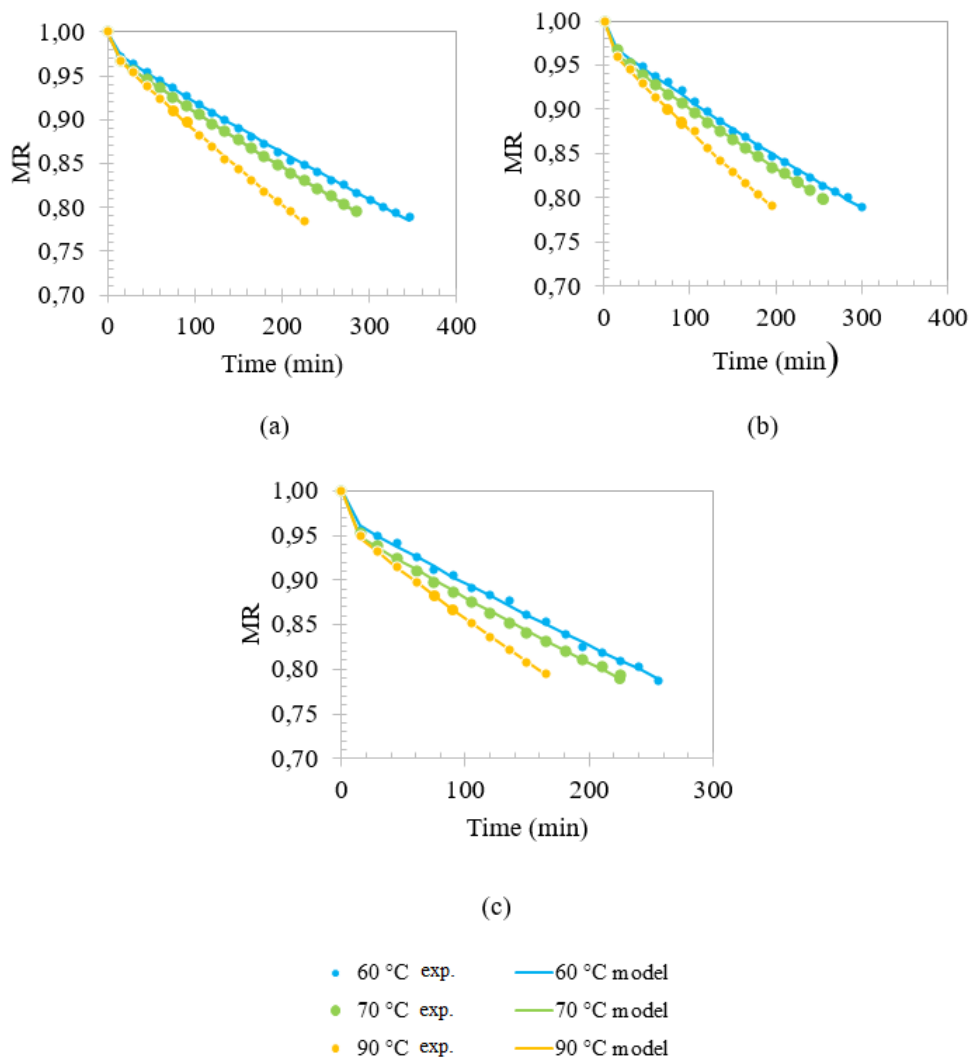 1,00
0,95
0,90
0,85
0,80
0,75
0,70
MR
0 100 200 300 400
Time (min)
(a)
1,00
0,95
0,90
0,85
0,80
0,75
0,70
MR
0 100 200 300 400
Time (min)
(b)
1,00
0,95
0,90
0,85
0,80
0,75
0,70
MR
0 100 200 300
Time (min)
(c)
60 °C exp. 60 °C model
70 °C exp. 70 °C model
90 °C exp. 90 °C model